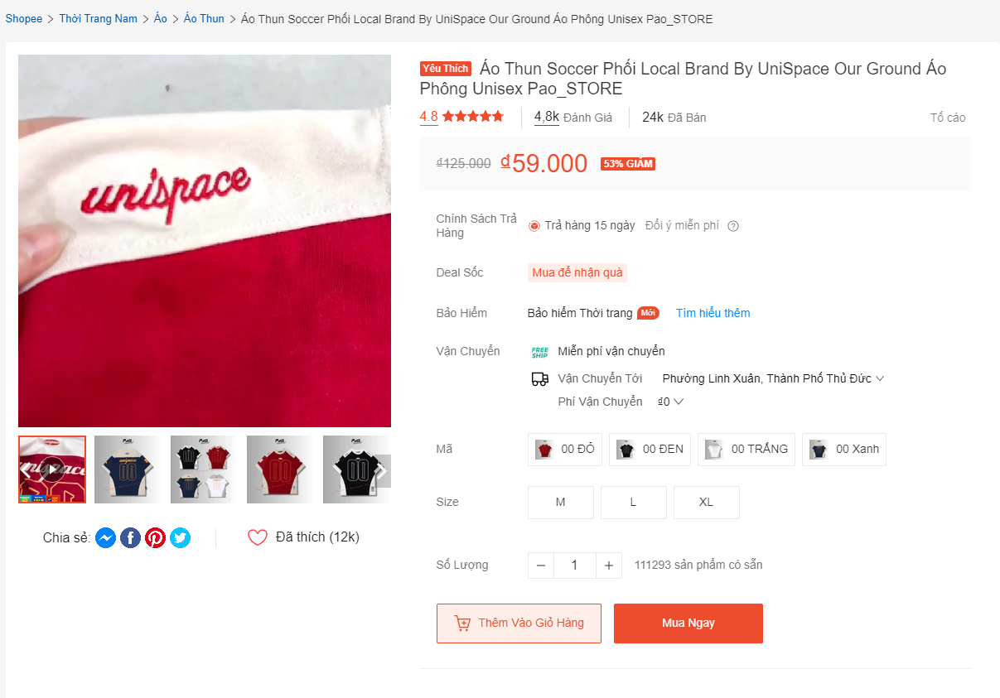 Shopee > Thời Trang Nam > Áo > Áo Thun > Áo Thun Soccer Phối Local Brand By UniSpace Our Ground Áo Phông Unisex Pao_STORE
unispace
Yêu Thích Áo Thun Soccer Phối Local Brand By UniSpace Our Ground Áo
Phông Unisex Pao_STORE
4.8 4,8k Đánh Giá 24k Đã Bán Tố cáo
₫125.000 ₫59.000 53% GIẢM
Chính Sách Trả
Hàng
Trả hàng 15 ngày Đổi ý miễn phí ?
Deal Sốc Mua để nhận quà
Bảo Hiểm Bảo hiểm Thời trang Mới Tìm hiểu thêm
Vận Chuyển FREE SHIP Miễn phí vận chuyển
Vận Chuyển Tới Phường Linh Xuân, Thành Phố Thủ Đức
Phí Vận Chuyển ₫0
Mã 00 ĐỎ 00 ĐEN 00 TRẮNG 00 Xanh
Size M L XL
Chia sẻ: Đã thích (12k)
Số Lượng − 1 + 111293 sản phẩm có sẵn
Thêm Vào Giỏ Hàng Mua Ngay